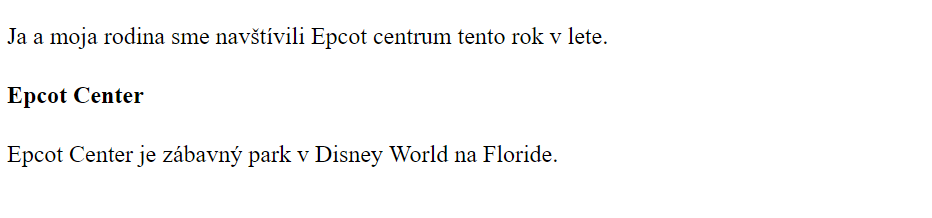 Ja a moja rodina sme navštívili Epcot centrum tento rok v lete.
Epcot Center
Epcot Center je zábavný park v Disney World na Floride.